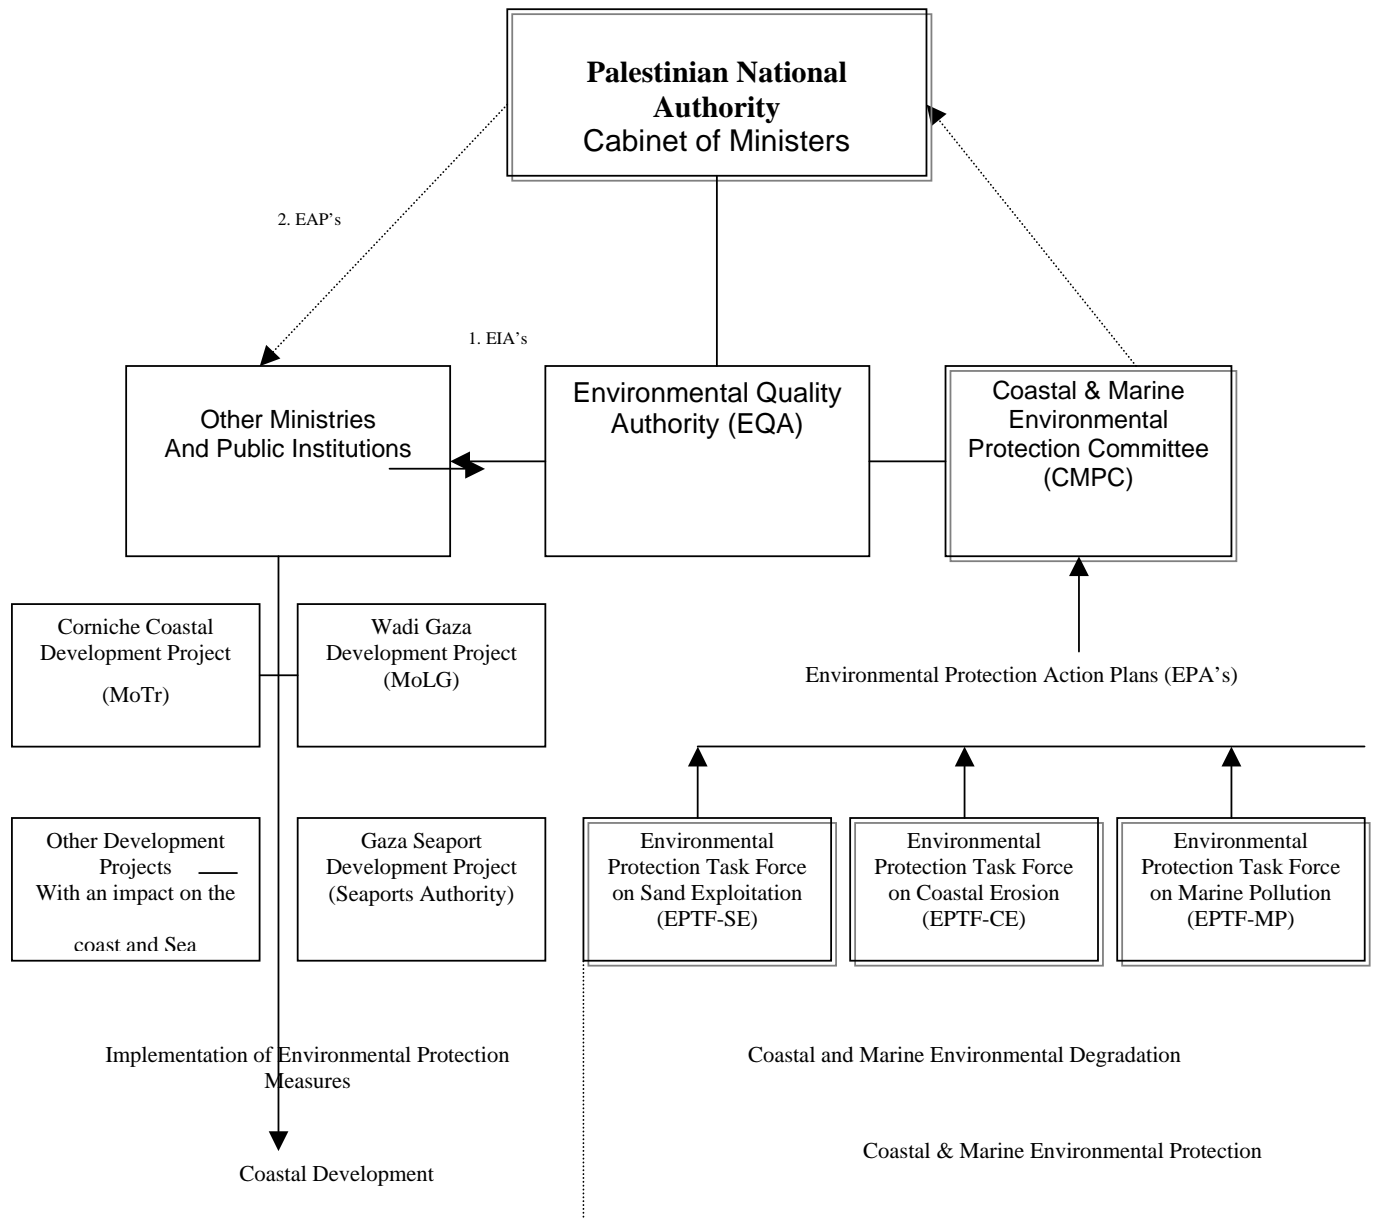 Palestinian National
Authority
Cabinet of Ministers
2. EAP's
1. EIA's
Other Ministries
And Public Institutions
Environmental Quality
Authority (EQA)
Coastal & Marine
Environmental
Protection Committee
(CMPC)
Corniche Coastal
Development Project
(MoTr)
Wadi Gaza
Development Project
(MoLG)
Environmental Protection Action Plans (EPA's)
Other Development
Projects
With an impact on the
coast and Sea
Gaza Seaport
Development Project
(Seaports Authority)
Environmental
Protection Task Force
on Sand Exploitation
(EPTF-SE)
Environmental
Protection Task Force
on Coastal Erosion
(EPTF-CE)
Environmental
Protection Task Force
on Marine Pollution
(EPTF-MP)
Implementation of Environmental Protection
Measures
Coastal and Marine Environmental Degradation
Coastal & Marine Environmental Protection
Coastal Development